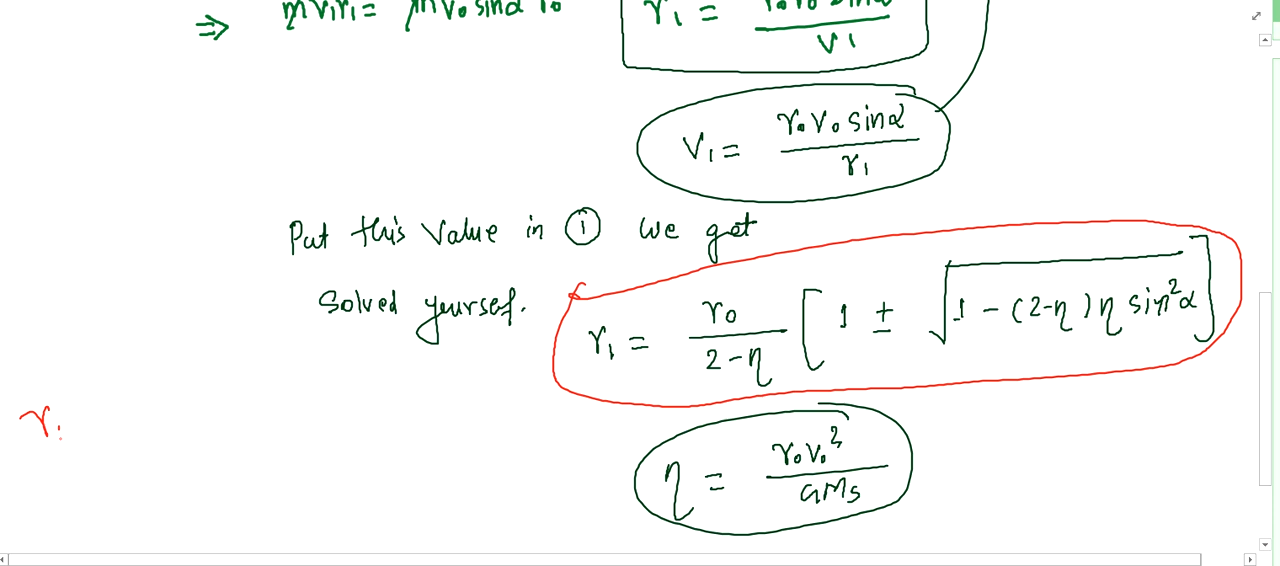 ⇒ mv₁r₁ = mv₀ sinα r₀   r₁ = r₀v₀ sinα / v₁
v₁ = r₀v₀ sinα / r₁
Put this value in ① we get
Solved yourself.   r₁ = r₀ / (2-η) [ 1 ± √(1 - (2-η) η sin²α) ]
r.
η = r₀v₀² / GMs